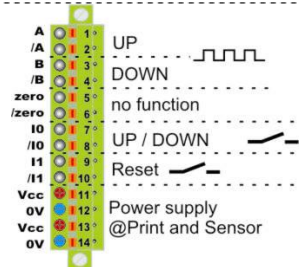 A 1 UP
/A 2
B 3 DOWN
/B 4
zero 5 no function
/zero 6
I0 7 UP / DOWN
/I0 8
I1 9 Reset
/I1 10
Vcc 11 Power supply
0V 12 @Print and Sensor
Vcc 13
0V 14